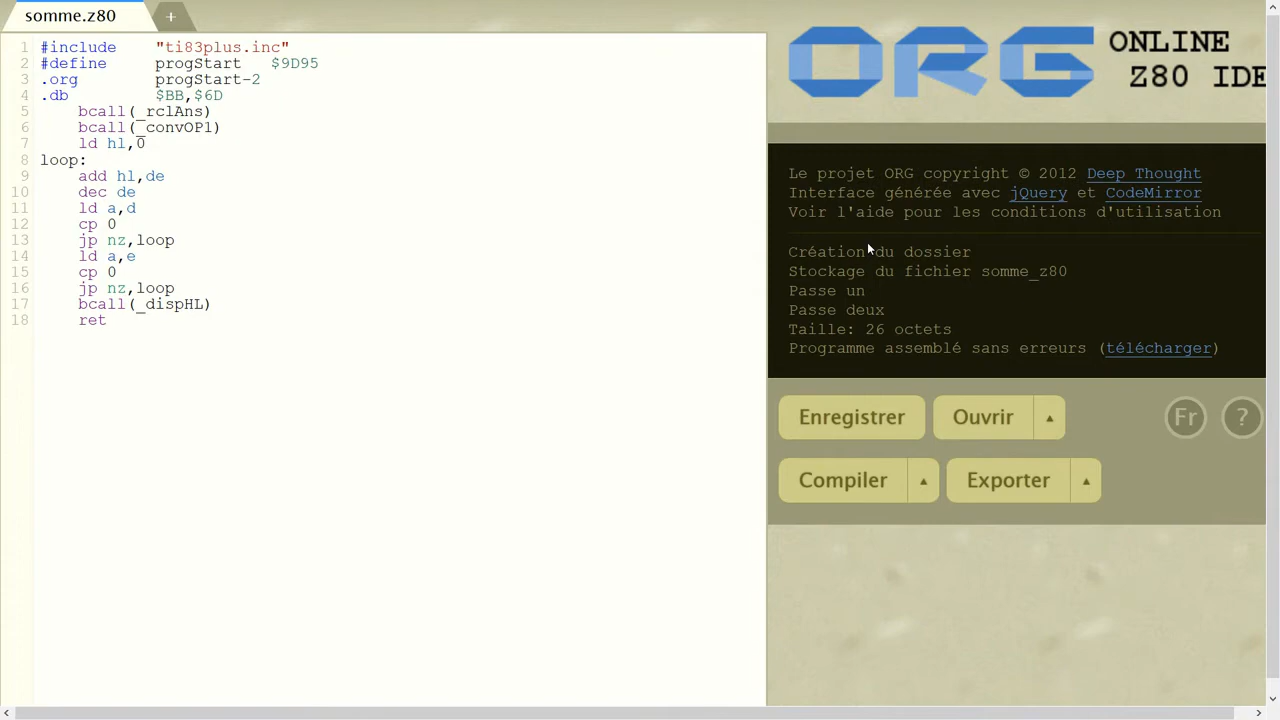 somme.z80 +
1 #include "ti83plus.inc"
2 #define progStart $9D95
3 .org progStart-2
4 .db $BB,$6D
5 bcall(_rclAns)
6 bcall(_convOP1)
7 ld hl,0
8 loop:
9 add hl,de
10 dec de
11 ld a,d
12 cp 0
13 jp nz,loop
14 ld a,e
15 cp 0
16 jp nz,loop
17 bcall(_dispHL)
18 ret
ORG ONLINE
Z80 IDE
Le projet ORG copyright © 2012 Deep Thought
Interface générée avec jQuery et CodeMirror
Voir l'aide pour les conditions d'utilisation
Création du dossier
Stockage du fichier somme_z80
Passe un
Passe deux
Taille: 26 octets
Programme assemblé sans erreurs (télécharger)
Enregistrer Ouvrir ▲ Fr ?
Compiler ▲ Exporter ▲